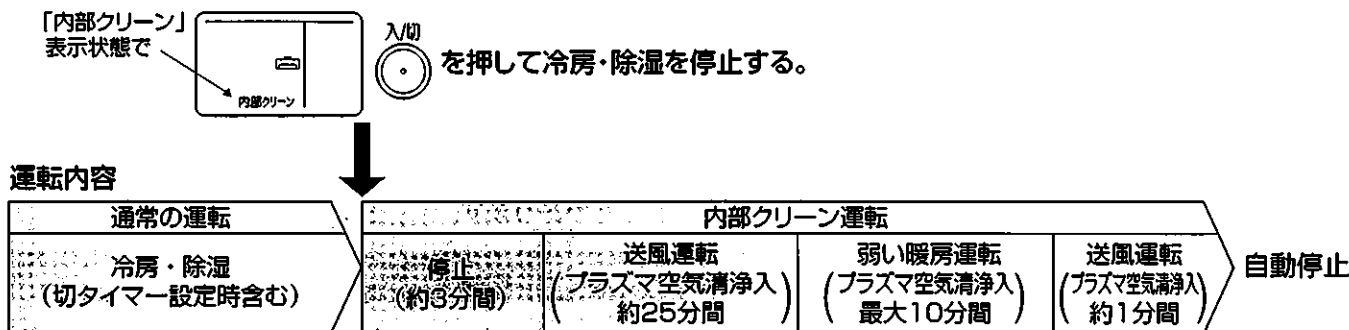 「内部クリーン」
表示状態で
内部クリーン
入/切
を押して冷房・除湿を停止する。
運転内容
通常の運転
内部クリーン運転
冷房・除湿
(切タイマー設定時含む)
停止
(約3分間)
送風運転
(プラズマ空気清浄入)
約25分間
弱い暖房運転
(プラズマ空気清浄入)
最大10分間
送風運転
(プラズマ空気清浄入)
約1分間
自動停止